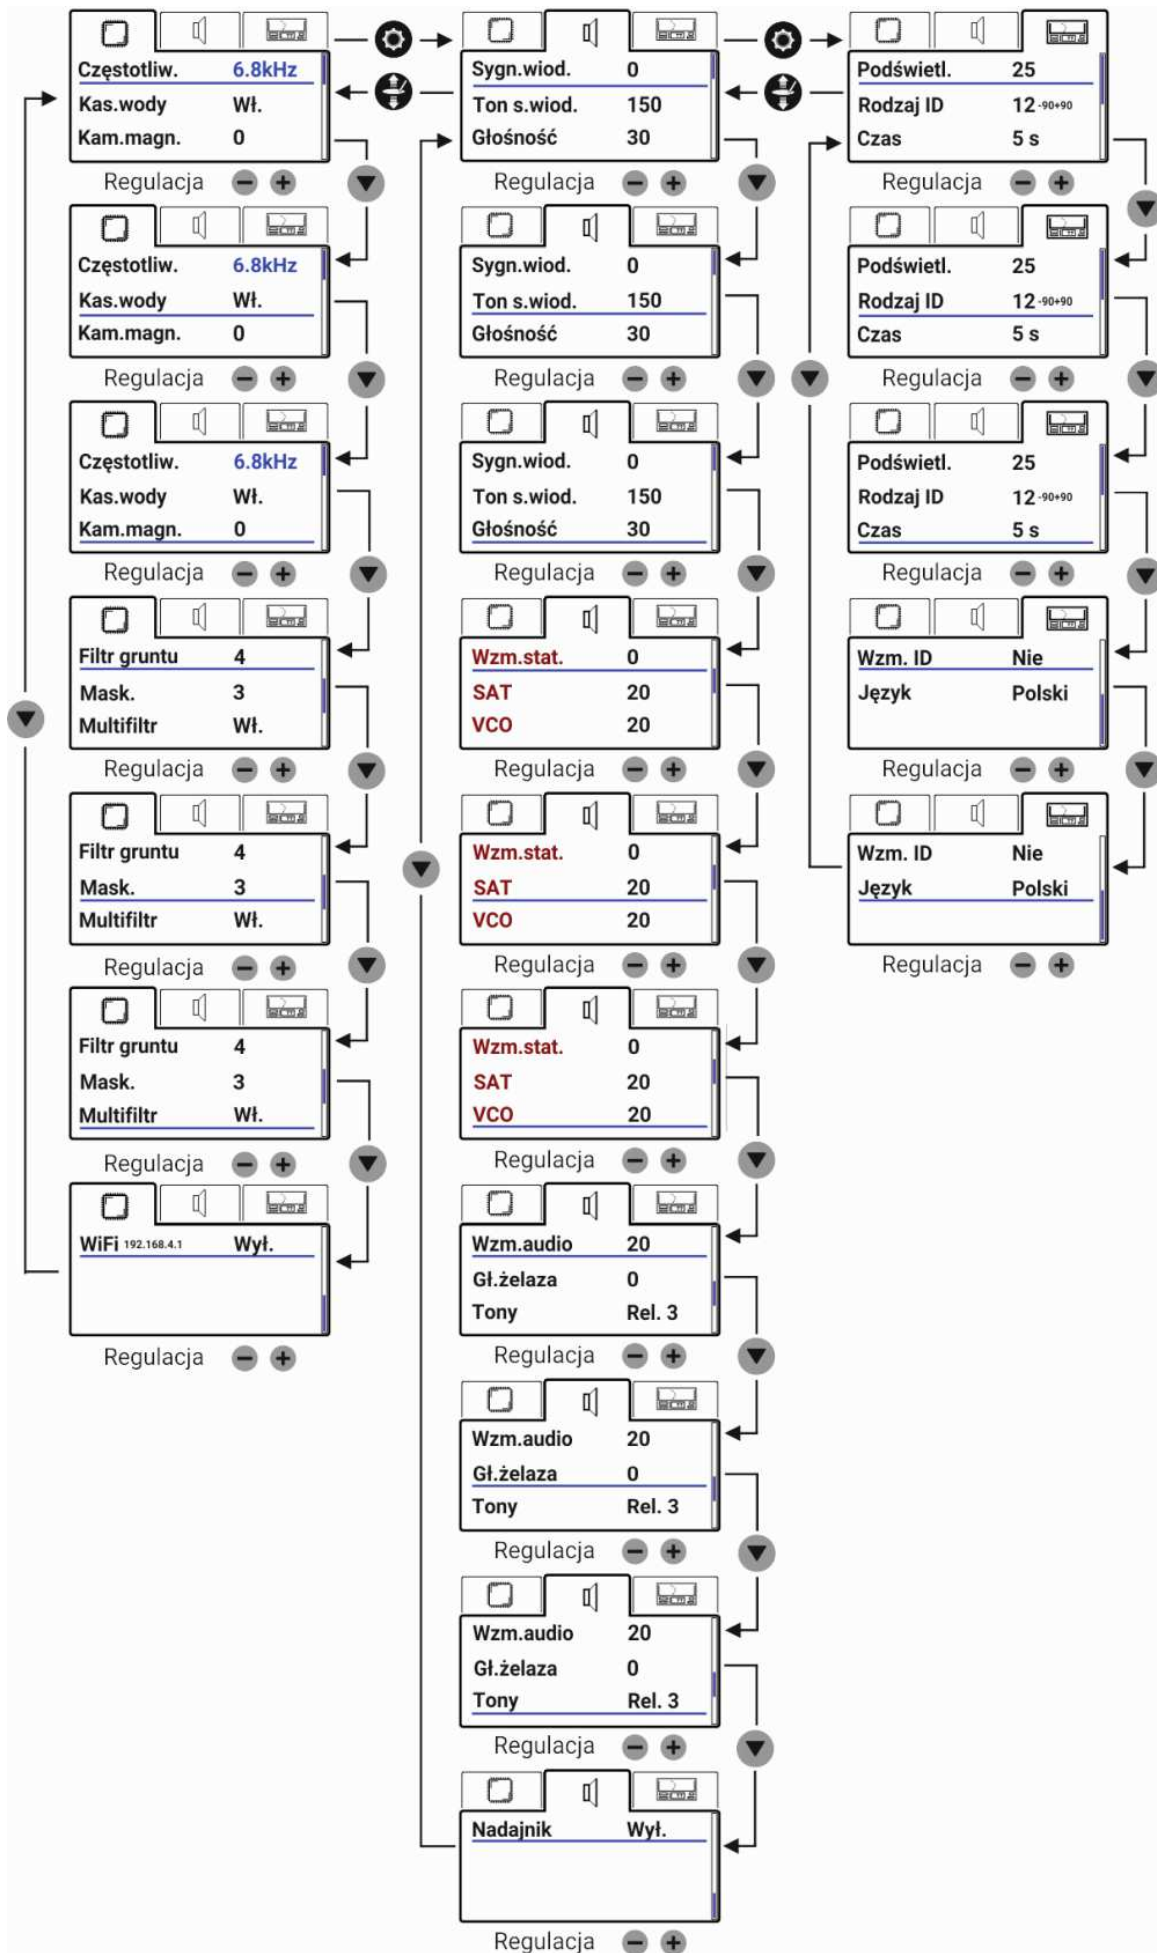 Częstotliw. 6.8kHz
Kas.wody Wł.
Kam.magn. 0
Regulacja
Częstotliw. 6.8kHz
Kas.wody Wł.
Kam.magn. 0
Regulacja
Częstotliw. 6.8kHz
Kas.wody Wł.
Kam.magn. 0
Regulacja
Filtr gruntu 4
Mask. 3
Multifiltr Wł.
Regulacja
Filtr gruntu 4
Mask. 3
Multifiltr Wł.
Regulacja
Filtr gruntu 4
Mask. 3
Multifiltr Wł.
Regulacja
WiFi 192.168.4.1 Wył.
Regulacja
Sygn.wiod. 0
Ton s.wiod. 150
Głośność 30
Regulacja
Sygn.wiod. 0
Ton s.wiod. 150
Głośność 30
Regulacja
Sygn.wiod. 0
Ton s.wiod. 150
Głośność 30
Regulacja
Wzm.stat. 0
SAT 20
VCO 20
Regulacja
Wzm.stat. 0
SAT 20
VCO 20
Regulacja
Wzm.stat. 0
SAT 20
VCO 20
Regulacja
Wzm.audio 20
Gł.żelaza 0
Tony Rel. 3
Regulacja
Wzm.audio 20
Gł.żelaza 0
Tony Rel. 3
Regulacja
Wzm.audio 20
Gł.żelaza 0
Tony Rel. 3
Regulacja
Nadajnik Wył.
Regulacja
Podświetl. 25
Rodzaj ID 12 -90+90
Czas 5 s
Regulacja
Podświetl. 25
Rodzaj ID 12 -90+90
Czas 5 s
Regulacja
Podświetl. 25
Rodzaj ID 12 -90+90
Czas 5 s
Regulacja
Wzm. ID Nie
Język Polski
Regulacja
Wzm. ID Nie
Język Polski
Regulacja